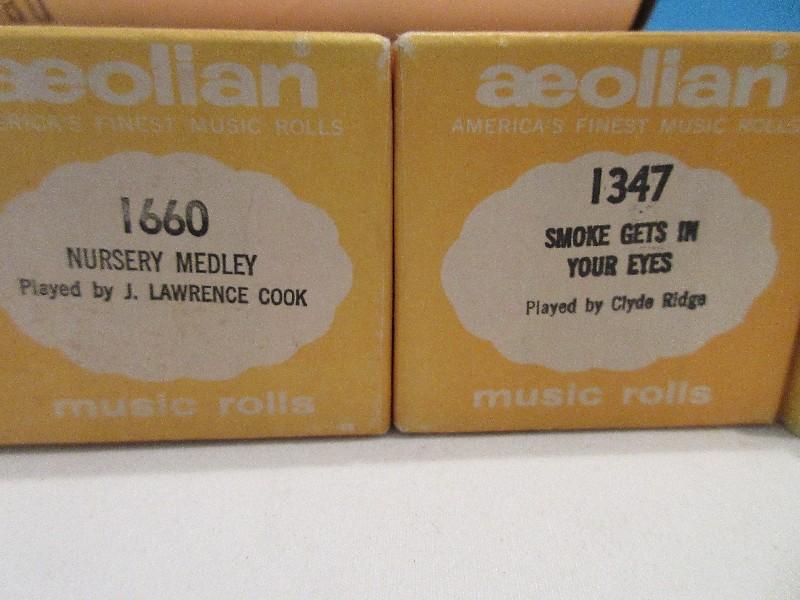 aeolian®
AMERICA'S FINEST MUSIC ROLLS
1660
NURSERY MEDLEY
Played by J. LAWRENCE COOK
music rolls
aeolian®
AMERICA'S FINEST MUSIC ROLLS
1347
SMOKE GETS IN
YOUR EYES
Played by Clyde Ridge
music rolls